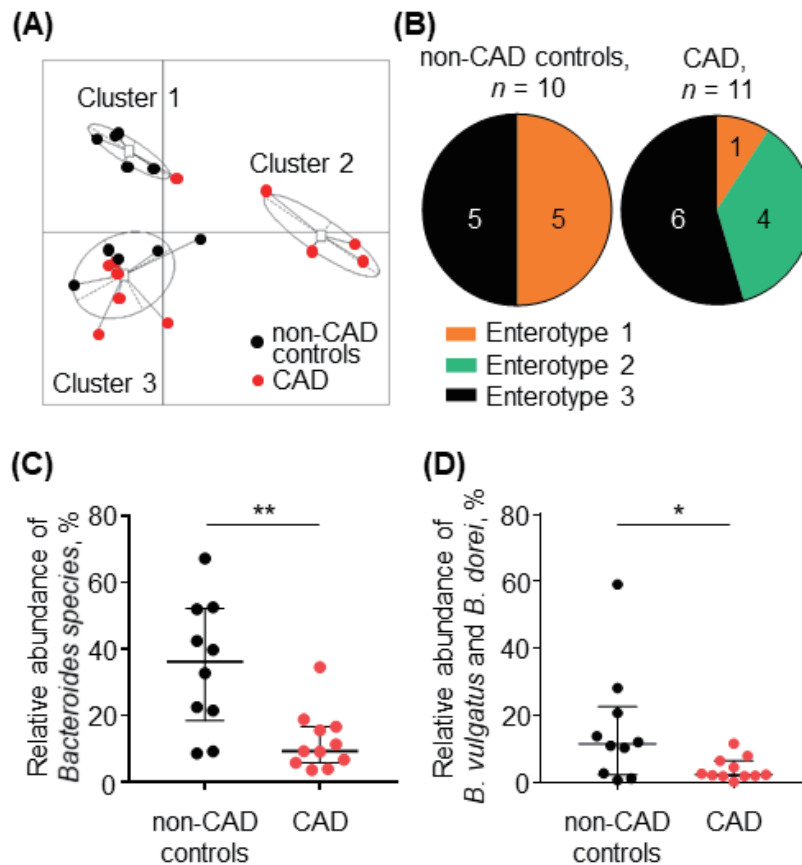 (A)
Cluster 1
Cluster 2
Cluster 3
non-CAD
controls
CAD
(B)
non-CAD controls,
n = 10
CAD,
n = 11
5
5
6
1
4
Enterotype 1
Enterotype 2
Enterotype 3
(C)
Relative abundance of
Bacteroides species, %
80
60
40
20
0
**
non-CAD
controls
CAD
(D)
Relative abundance of
B. vulgatus and B. dorei, %
80
60
40
20
0
*
non-CAD
controls
CAD